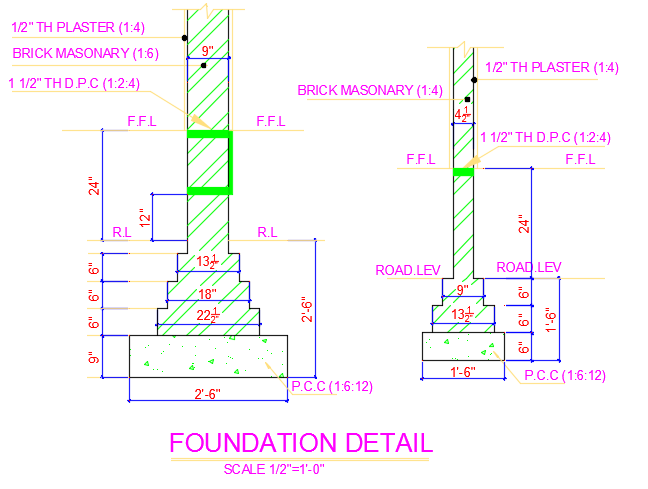 1/2" TH PLASTER (1:4)
BRICK MASONARY (1:6)
1 1/2" TH D.P.C (1:2:4)
9"
F.F.L
F.F.L
24"
12"
R.L
R.L
6"
6"
6"
9"
13 1/2"
18"
22 1/2"
2'-6"
2'-6"
P.C.C (1:6:12)
1/2" TH PLASTER (1:4)
BRICK MASONARY (1:4)
4 1/2"
1 1/2" TH D.P.C (1:2:4)
F.F.L
F.F.L
24"
ROAD.LEV
ROAD.LEV
9"
13 1/2"
6"
6"
6"
1'-6"
1'-6"
P.C.C (1:6:12)
FOUNDATION DETAIL
SCALE 1/2"=1'-0"